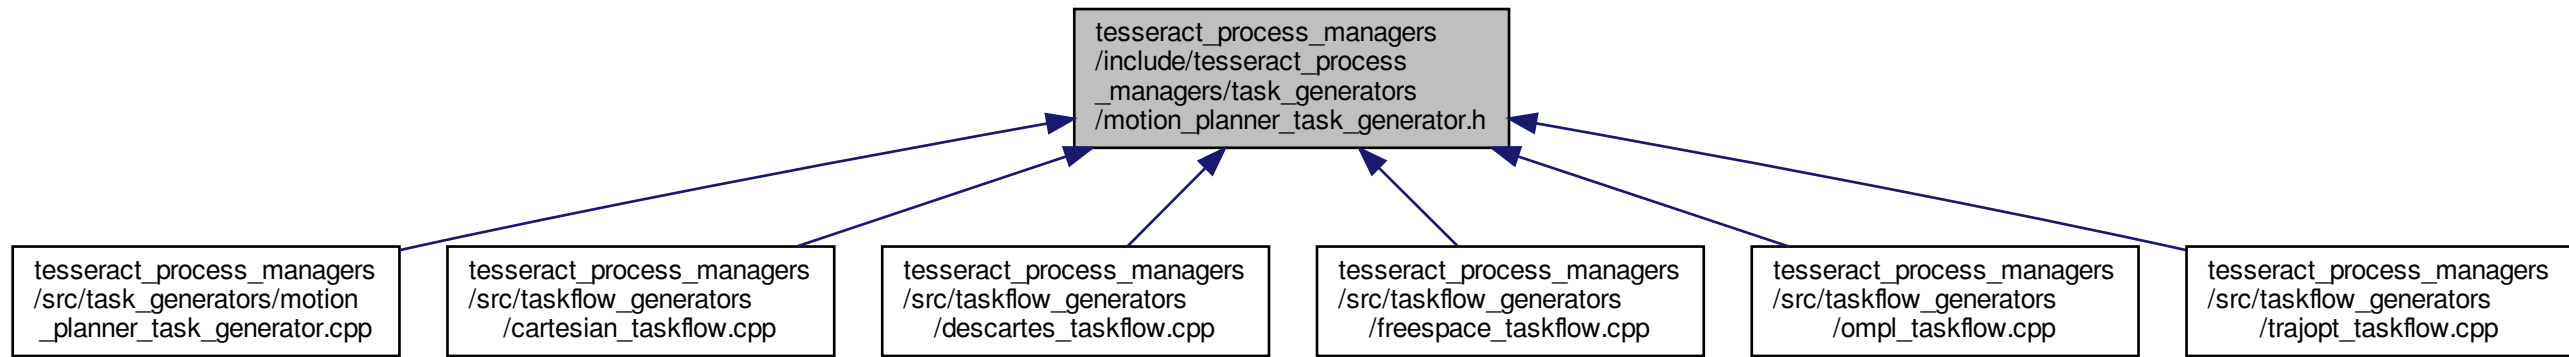 tesseract_process_managers
/include/tesseract_process
_managers/task_generators
/motion_planner_task_generator.h
tesseract_process_managers
/src/task_generators/motion
_planner_task_generator.cpp
tesseract_process_managers
/src/taskflow_generators
/cartesian_taskflow.cpp
tesseract_process_managers
/src/taskflow_generators
/descartes_taskflow.cpp
tesseract_process_managers
/src/taskflow_generators
/freespace_taskflow.cpp
tesseract_process_managers
/src/taskflow_generators
/ompl_taskflow.cpp
tesseract_process_managers
/src/taskflow_generators
/trajopt_taskflow.cpp